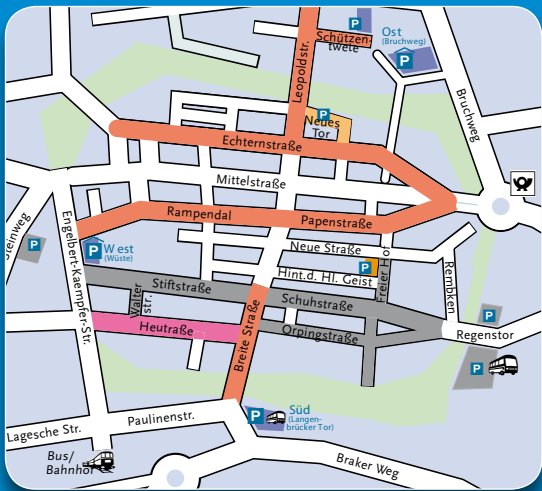 P
Schützen-
twete
Ost
(Bruchweg)
P
Leopoldstr.
Bruchweg
P
Neues
Tor
Echternstraße
Mittelstraße
Rampendal
Papenstraße
Steinweg
P
Engelbert-Kaempfer-Str.
P
West
(Wüste)
Neue Straße
Hint.d. Hl. Geist
P
Freier Hof
Rembken
Stiftstraße
Walter
str.
Schuhstraße
Heutraße
Breite Straße
Orpingstraße
P
Regenstor
P
P
Süd
(Langen-
brücker Tor)
Paulinenstr.
Lagesche Str.
Bus/
Bahnhof
Braker Weg